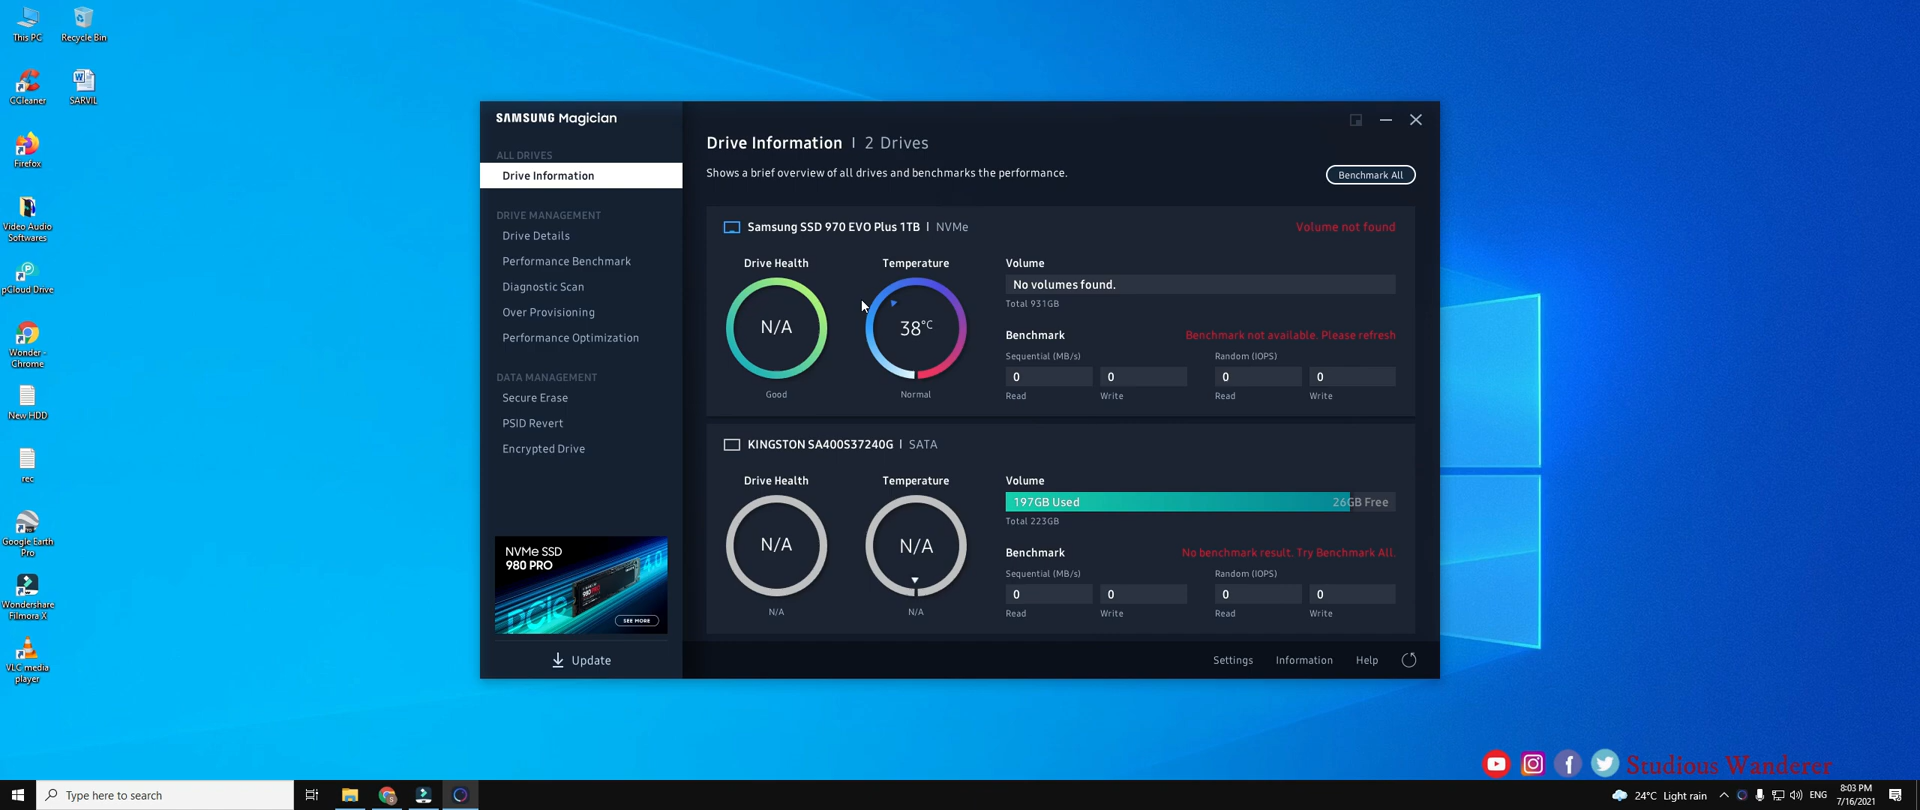 This PC
Recycle Bin
CCleaner
SARVIL
Firefox
Video Audio
Softwares
pCloud Drive
Wonder -
Chrome
New HDD
rec
Google Earth
Pro
Wondershare
Filmora X
VLC media
player
SAMSUNG Magician
ALL DRIVES
Drive Information
DRIVE MANAGEMENT
Drive Details
Performance Benchmark
Diagnostic Scan
Over Provisioning
Performance Optimization
DATA MANAGEMENT
Secure Erase
PSID Revert
Encrypted Drive
NVMe SSD
980 PRO
4.0
PCIe
SEE MORE
Update
Drive Information | 2 Drives
Shows a brief overview of all drives and benchmarks the performance.
Benchmark All
Samsung SSD 970 EVO Plus 1TB | NVMe
Volume not found
Drive Health
Temperature
Volume
No volumes found.
Total 931GB
N/A
38°C
Good
Normal
Benchmark
Benchmark not available. Please refresh
Sequential (MB/s)
Random (IOPS)
0 0 0 0
Read Write Read Write
KINGSTON SA400S37240G | SATA
Drive Health
Temperature
Volume
197GB Used 26GB Free
Total 223GB
N/A
N/A
N/A
N/A
Benchmark
No benchmark result. Try Benchmark All.
Sequential (MB/s)
Random (IOPS)
0 0 0 0
Read Write Read Write
Settings Information Help
Studious Wanderer
Type here to search
24°C Light rain
ENG
8:03 PM
7/16/2021